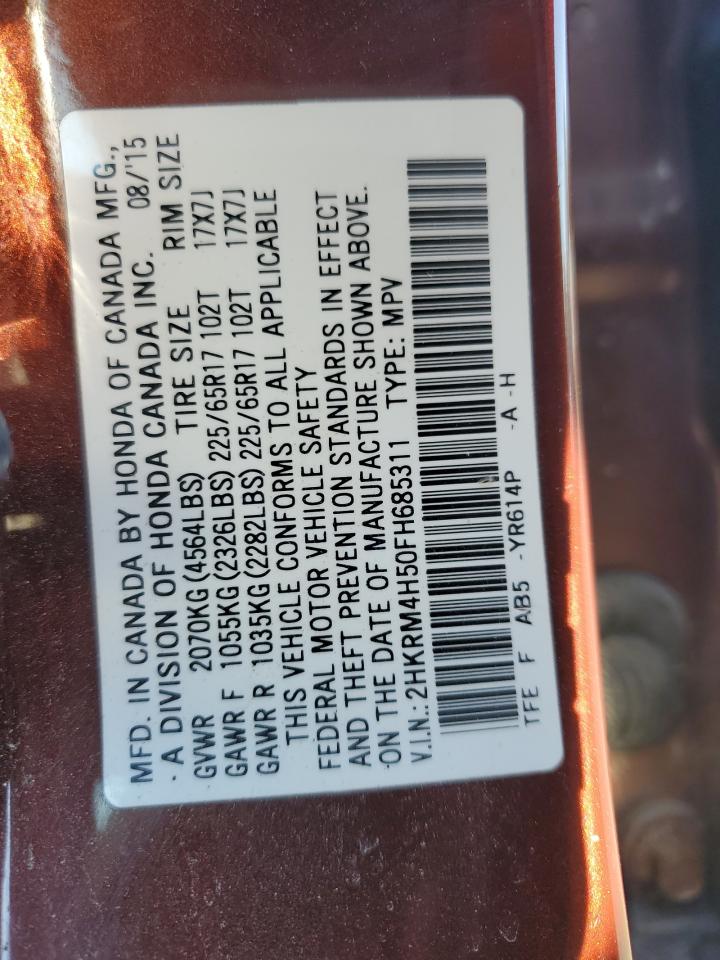 MFD. IN CANADA BY HONDA OF CANADA MFG.,
A DIVISION OF HONDA CANADA INC. 08/'15
GVWR 2070KG (4564LBS) TIRE SIZE RIM SIZE
GAWR F 1055KG (2326LBS) 225/65R17 102T 17X7J
GAWR R 1035KG (2282LBS) 225/65R17 102T 17X7J
THIS VEHICLE CONFORMS TO ALL APPLICABLE
FEDERAL MOTOR VEHICLE SAFETY
AND THEFT PREVENTION STANDARDS IN EFFECT
ON THE DATE OF MANUFACTURE SHOWN ABOVE.
V.I.N.: 2HKRM4H50FH685311 TYPE: MPV
TFE F AB5 -YR614P -A -H